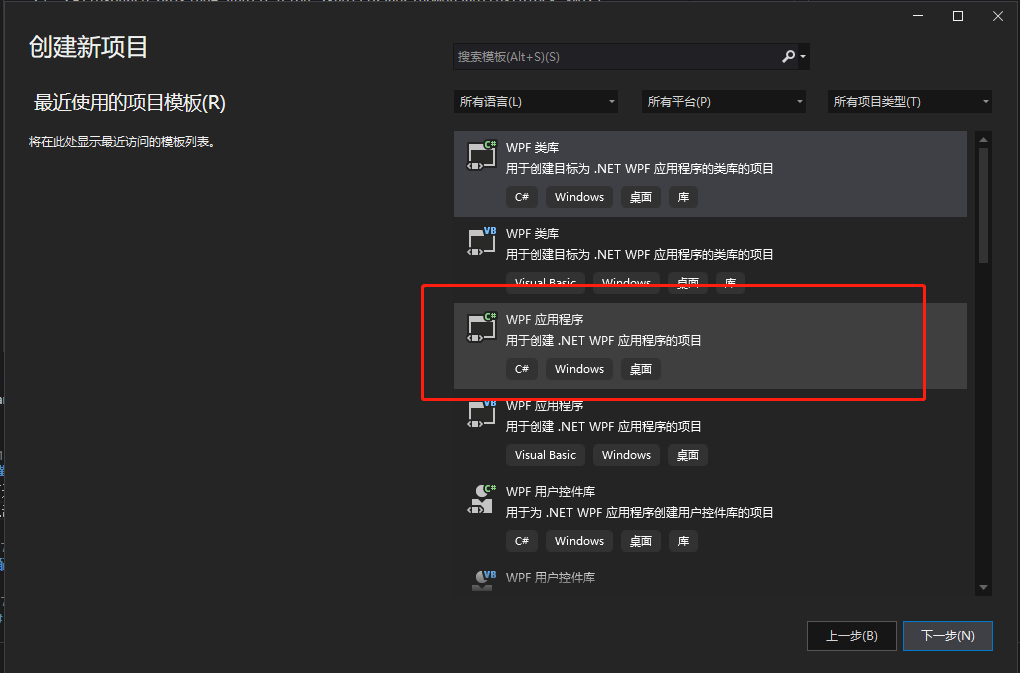 创建新项目
搜索模板(Alt+S)(S)
最近使用的项目模板(R)
所有语言(L)
所有平台(P)
所有项目类型(T)
将在此处显示最近访问的模板列表。
C#
WPF 类库
用于创建目标为 .NET WPF 应用程序的类库的项目
C#
Windows
桌面
库
VB
WPF 类库
用于创建目标为 .NET WPF 应用程序的类库的项目
Visual Basic
Windows
桌面
库
C#
WPF 应用程序
用于创建 .NET WPF 应用程序的项目
C#
Windows
桌面
VB
WPF 应用程序
用于创建 .NET WPF 应用程序的项目
Visual Basic
Windows
桌面
C#
WPF 用户控件库
用于为 .NET WPF 应用程序创建用户控件库的项目
C#
Windows
桌面
库
VB
WPF 用户控件库
上一步(B)
下一步(N)